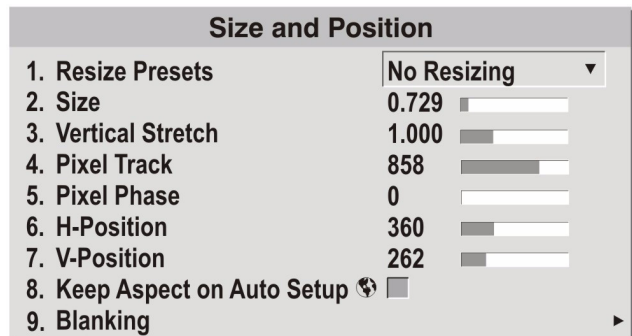 Size and Position
1. Resize Presets No Resizing
2. Size 0.729
3. Vertical Stretch 1.000
4. Pixel Track 858
5. Pixel Phase 0
6. H-Position 360
7. V-Position 262
8. Keep Aspect on Auto Setup
9. Blanking